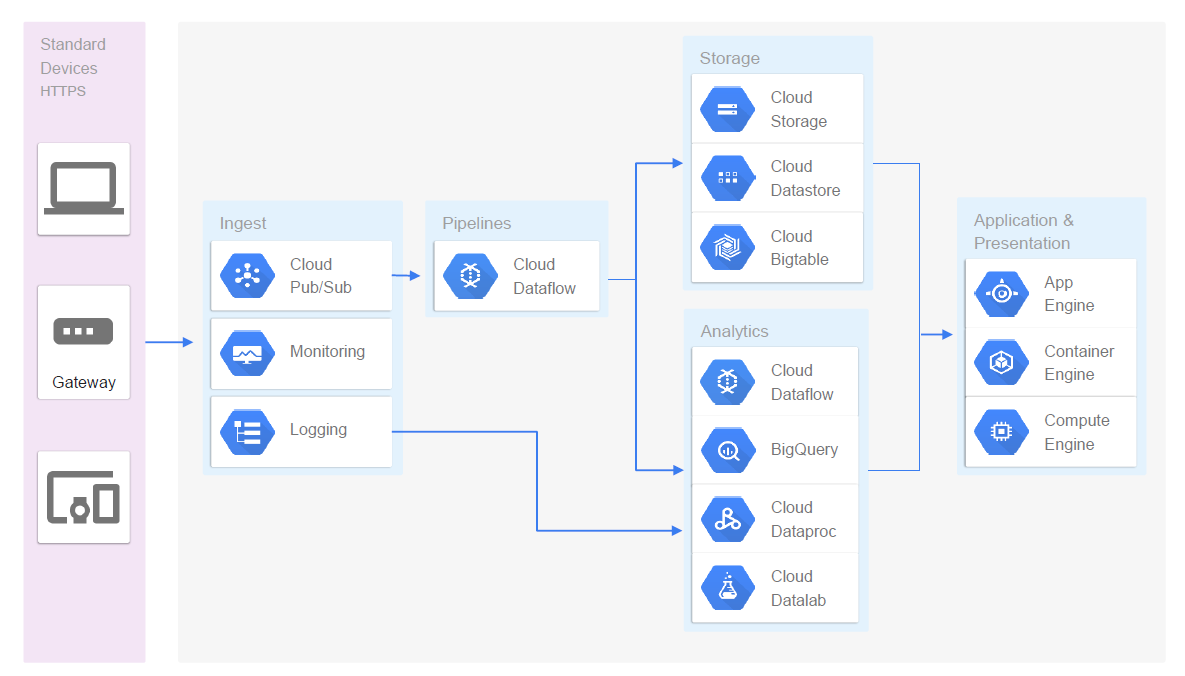 Standard
Devices
HTTPS
Gateway
Ingest
Cloud
Pub/Sub
Monitoring
Logging
Pipelines
Cloud
Dataflow
Storage
Cloud
Storage
Cloud
Datastore
Cloud
Bigtable
Analytics
Cloud
Dataflow
BigQuery
Cloud
Dataproc
Cloud
Datalab
Application &
Presentation
App
Engine
Container
Engine
Compute
Engine